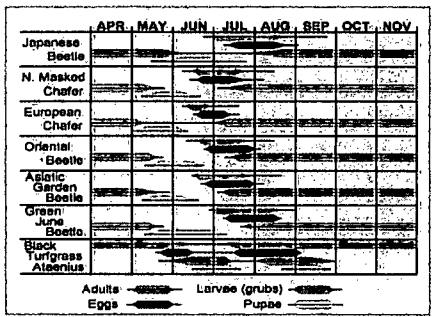 APR MAY JUN JUL AUG SEP OCT NOV
Japanese
Beetle
N. Masked
Chafer
European
Chafer
Oriental
Beetle
Asiatic
Garden
Beetle
Green
June
Beetle
Black
Turfgrass
Ataenius
Adults Larvae (grubs)
Eggs Pupae